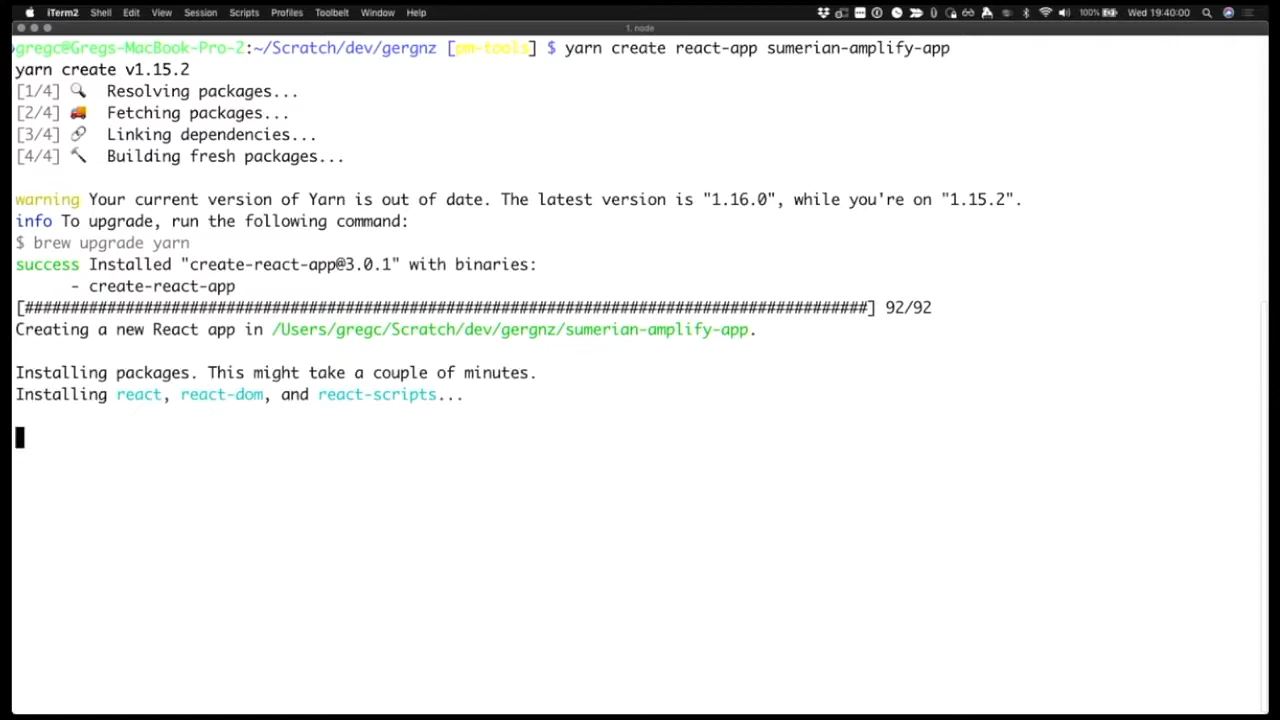 iTerm2 Shell Edit View Session Scripts Profiles Toolbelt Window Help 100% Wed 19:40:00
1. node
gregc@Gregs-MacBook-Pro-2:~/Scratch/dev/gergnz [pm-tools] $ yarn create react-app sumerian-amplify-app
yarn create v1.15.2
[1/4] 🔍 Resolving packages...
[2/4] 🚚 Fetching packages...
[3/4] 🔗 Linking dependencies...
[4/4] 🔨 Building fresh packages...
warning Your current version of Yarn is out of date. The latest version is "1.16.0", while you're on "1.15.2".
info To upgrade, run the following command:
$ brew upgrade yarn
success Installed "create-react-app@3.0.1" with binaries:
- create-react-app
[############################################################################################] 92/92
Creating a new React app in /Users/gregc/Scratch/dev/gergnz/sumerian-amplify-app.
Installing packages. This might take a couple of minutes.
Installing react, react-dom, and react-scripts...